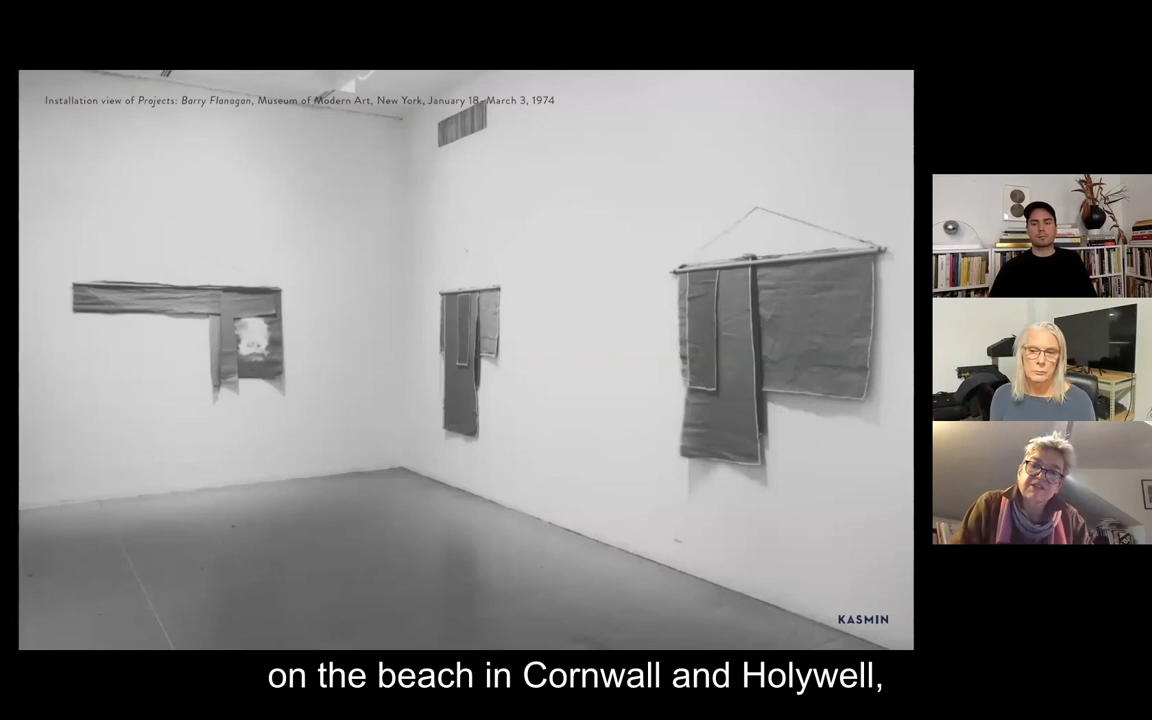 Installation view of Projects: Barry Flanagan, Museum of Modern Art, New York, January 18–March 3, 1974
KASMIN
on the beach in Cornwall and Holywell,